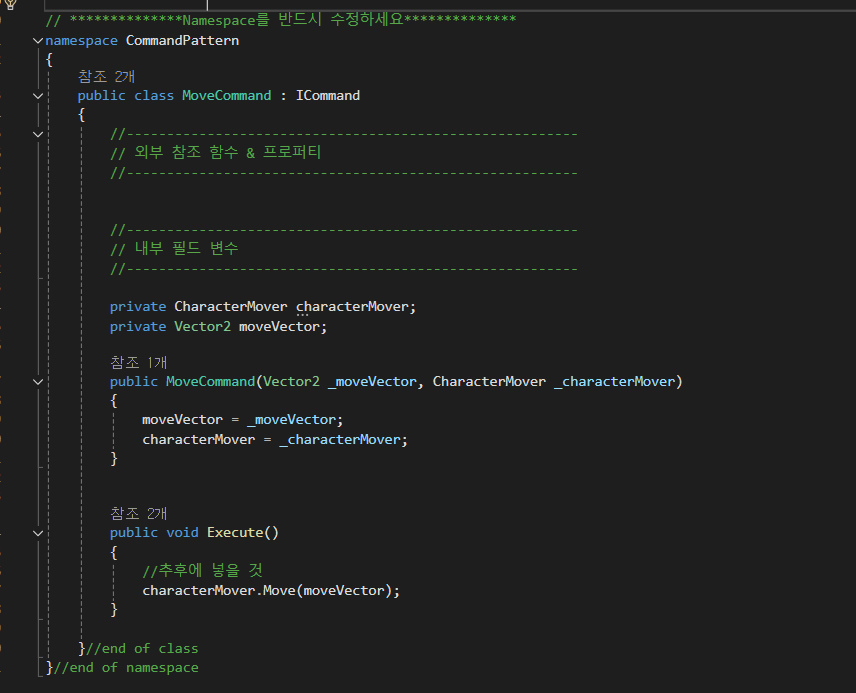 // **************Namespace를 반드시 수정하세요**************
namespace CommandPattern
{
참조 2개
public class MoveCommand : ICommand
{
//--------------------------------------------------------
// 외부 참조 함수 & 프로퍼티
//--------------------------------------------------------
//--------------------------------------------------------
// 내부 필드 변수
//--------------------------------------------------------
private CharacterMover characterMover;
private Vector2 moveVector;
참조 1개
public MoveCommand(Vector2 _moveVector, CharacterMover _characterMover)
{
moveVector = _moveVector;
characterMover = _characterMover;
}
참조 2개
public void Execute()
{
//추후에 넣을 것
characterMover.Move(moveVector);
}
}//end of class
}//end of namespace